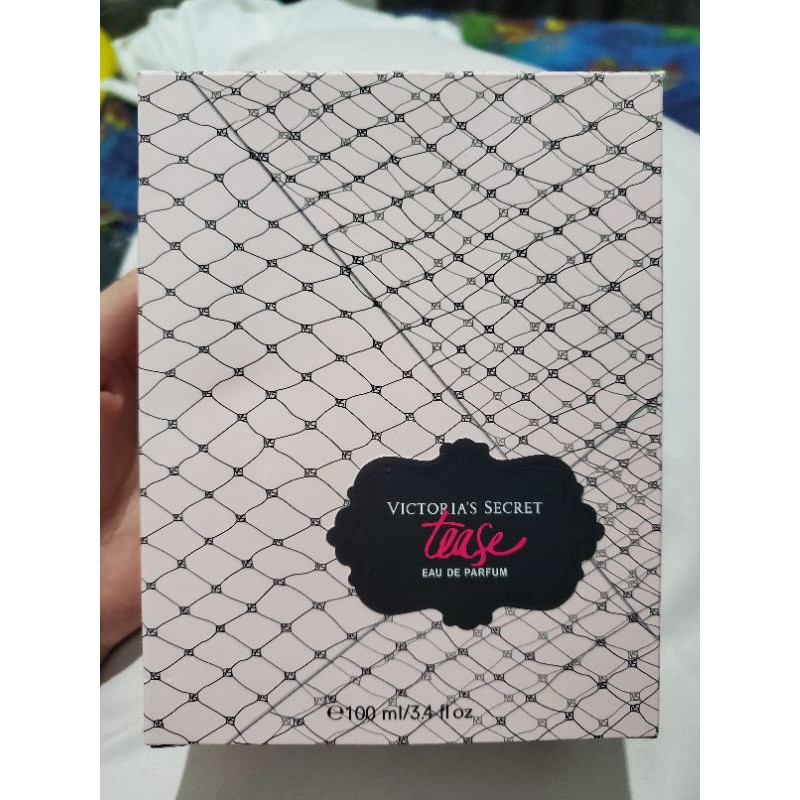 VICTORIA'S SECRET
tease
EAU DE PARFUM
℮100 ml/3.4 fl oz